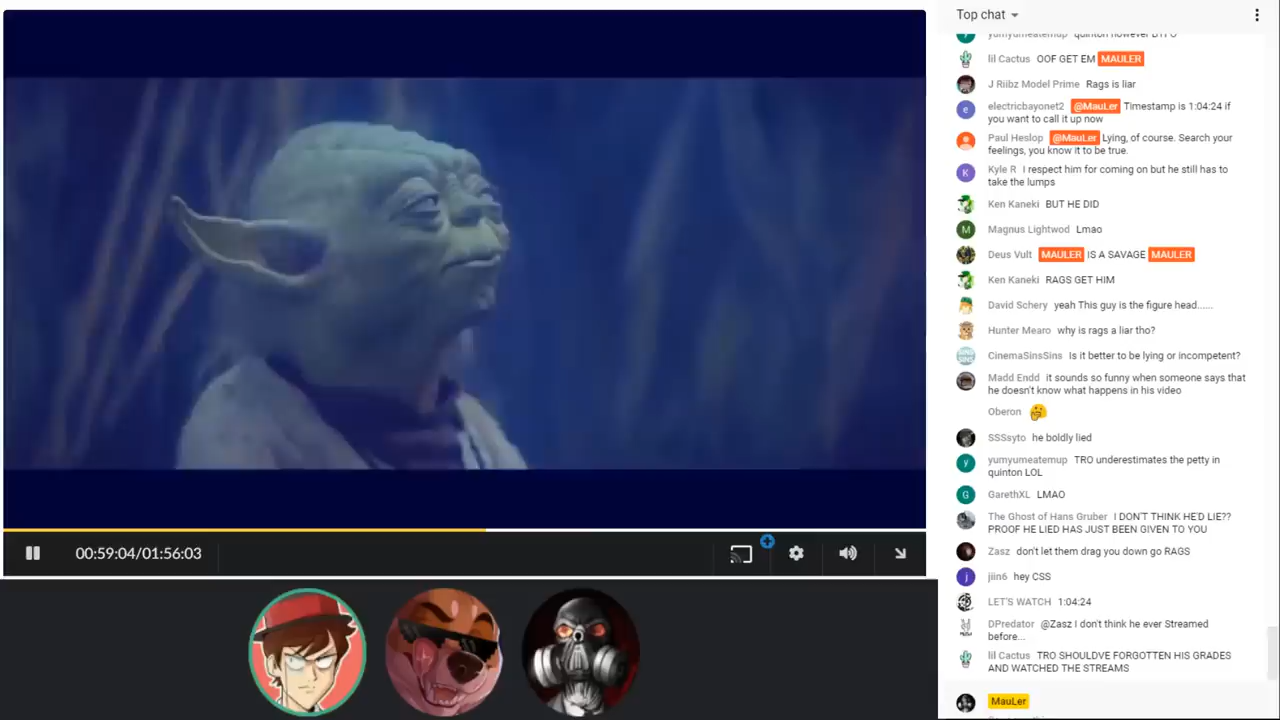 Top chat
yumyumeatemup quinton however
lil Cactus OOF GET EM MAULER
J Riibz Model Prime Rags is liar
electricbayonet2 @MauLer Timestamp is 1:04:24 if
you want to call it up now
Paul Heslop @MauLer Lying, of course. Search your
feelings, you know it to be true.
Kyle R I respect him for coming on but he still has to
take the lumps
Ken Kaneki BUT HE DID
Magnus Lightwod Lmao
Deus Vult MAULER IS A SAVAGE MAULER
Ken Kaneki RAGS GET HIM
David Schery yeah This guy is the figure head......
Hunter Mearo why is rags a liar tho?
CinemaSinsSins Is it better to be lying or incompetent?
Madd Endd it sounds so funny when someone says that
he doesn't know what happens in his video
Oberon
SSSsyto he boldly lied
yumyumeatemup TRO underestimates the petty in
quinton LOL
GarethXL LMAO
The Ghost of Hans Gruber I DON'T THINK HE'D LIE??
PROOF HE LIED HAS JUST BEEN GIVEN TO YOU
Zasz don't let them drag you down go RAGS
jiin6 hey CSS
LET'S WATCH 1:04:24
DPredator @Zasz I don't think he ever Streamed
before...
lil Cactus TRO SHOULDVE FORGOTTEN HIS GRADES
AND WATCHED THE STREAMS
MauLer
00:59:04/01:56:03